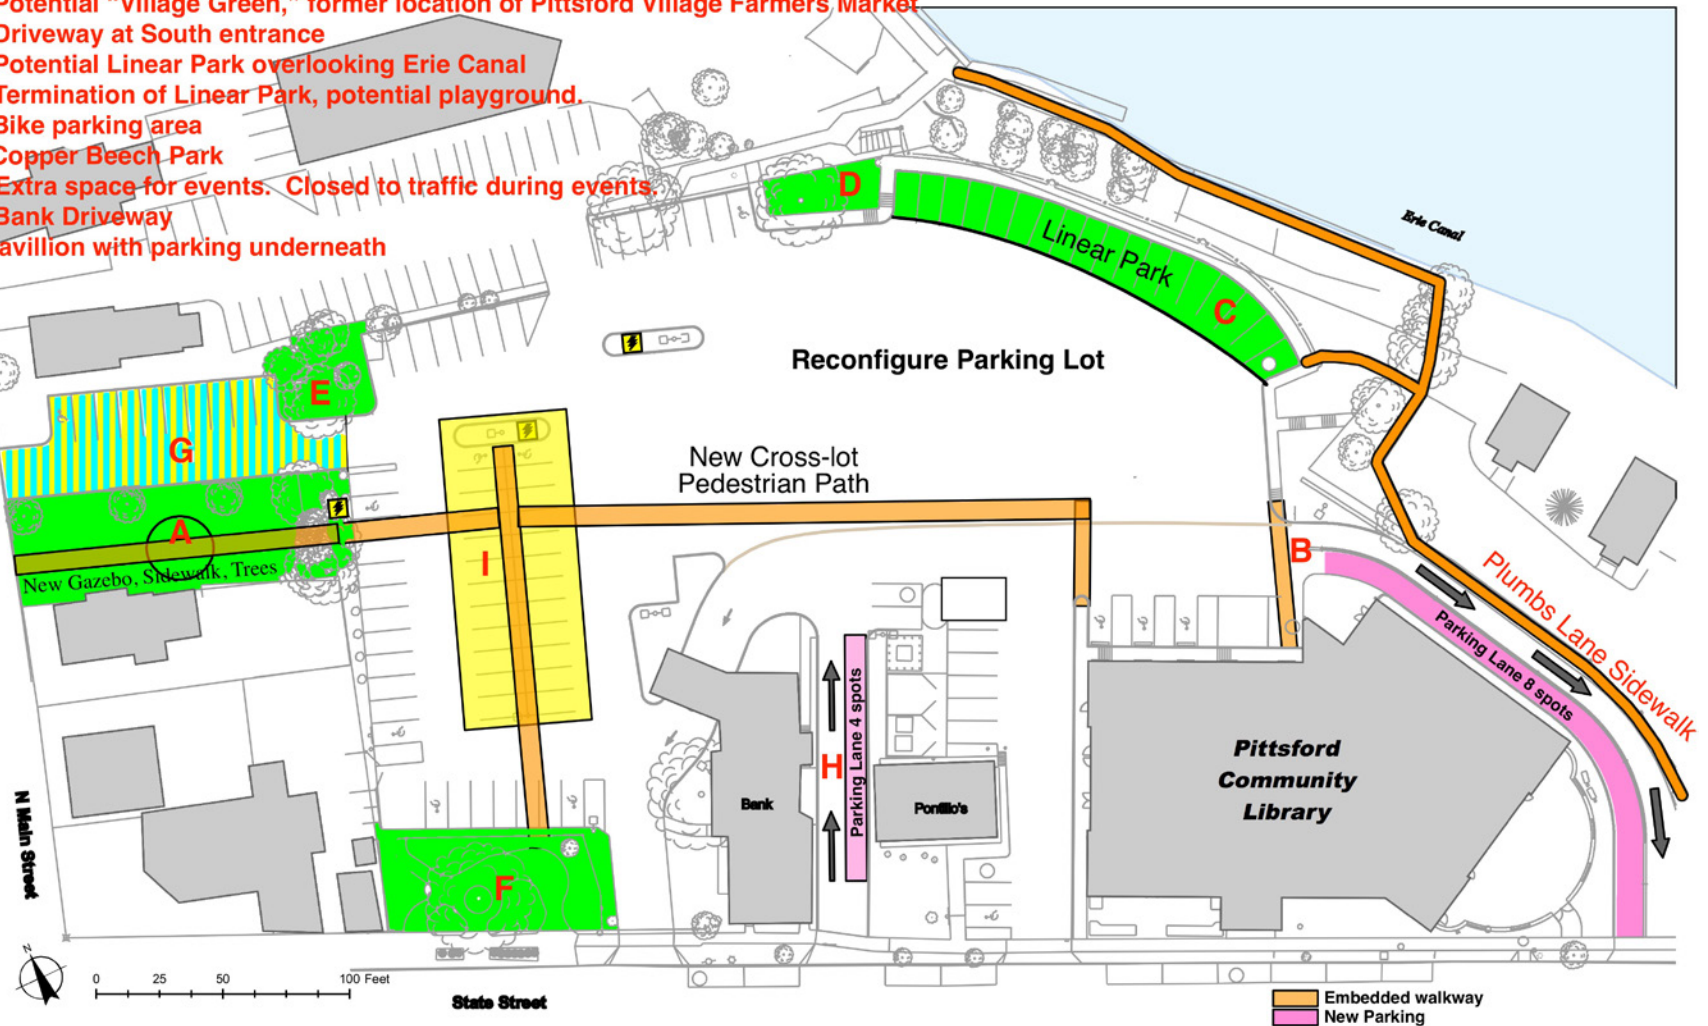 Potential "Village Green," former location of Pittsford Village Farmers Market
Driveway at South entrance
Potential Linear Park overlooking Erie Canal
Termination of Linear Park, potential playground.
Bike parking area
Copper Beech Park
Extra space for events.  Closed to traffic during events.
Bank Driveway
avillion with parking underneath
Erie Canal
D
Linear Park
C
Reconfigure Parking Lot
E
G
New Cross-lot
Pedestrian Path
A
New Gazebo, Sidewalk, Trees
I
B
Plumbs Lane Sidewalk
Parking Lane 8 spots
Parking Lane 4 spots
H
Bank
Pontillo's
Pittsford
Community
Library
F
N Main Street
N
0 25 50 100 Feet
State Street
Embedded walkway
New Parking